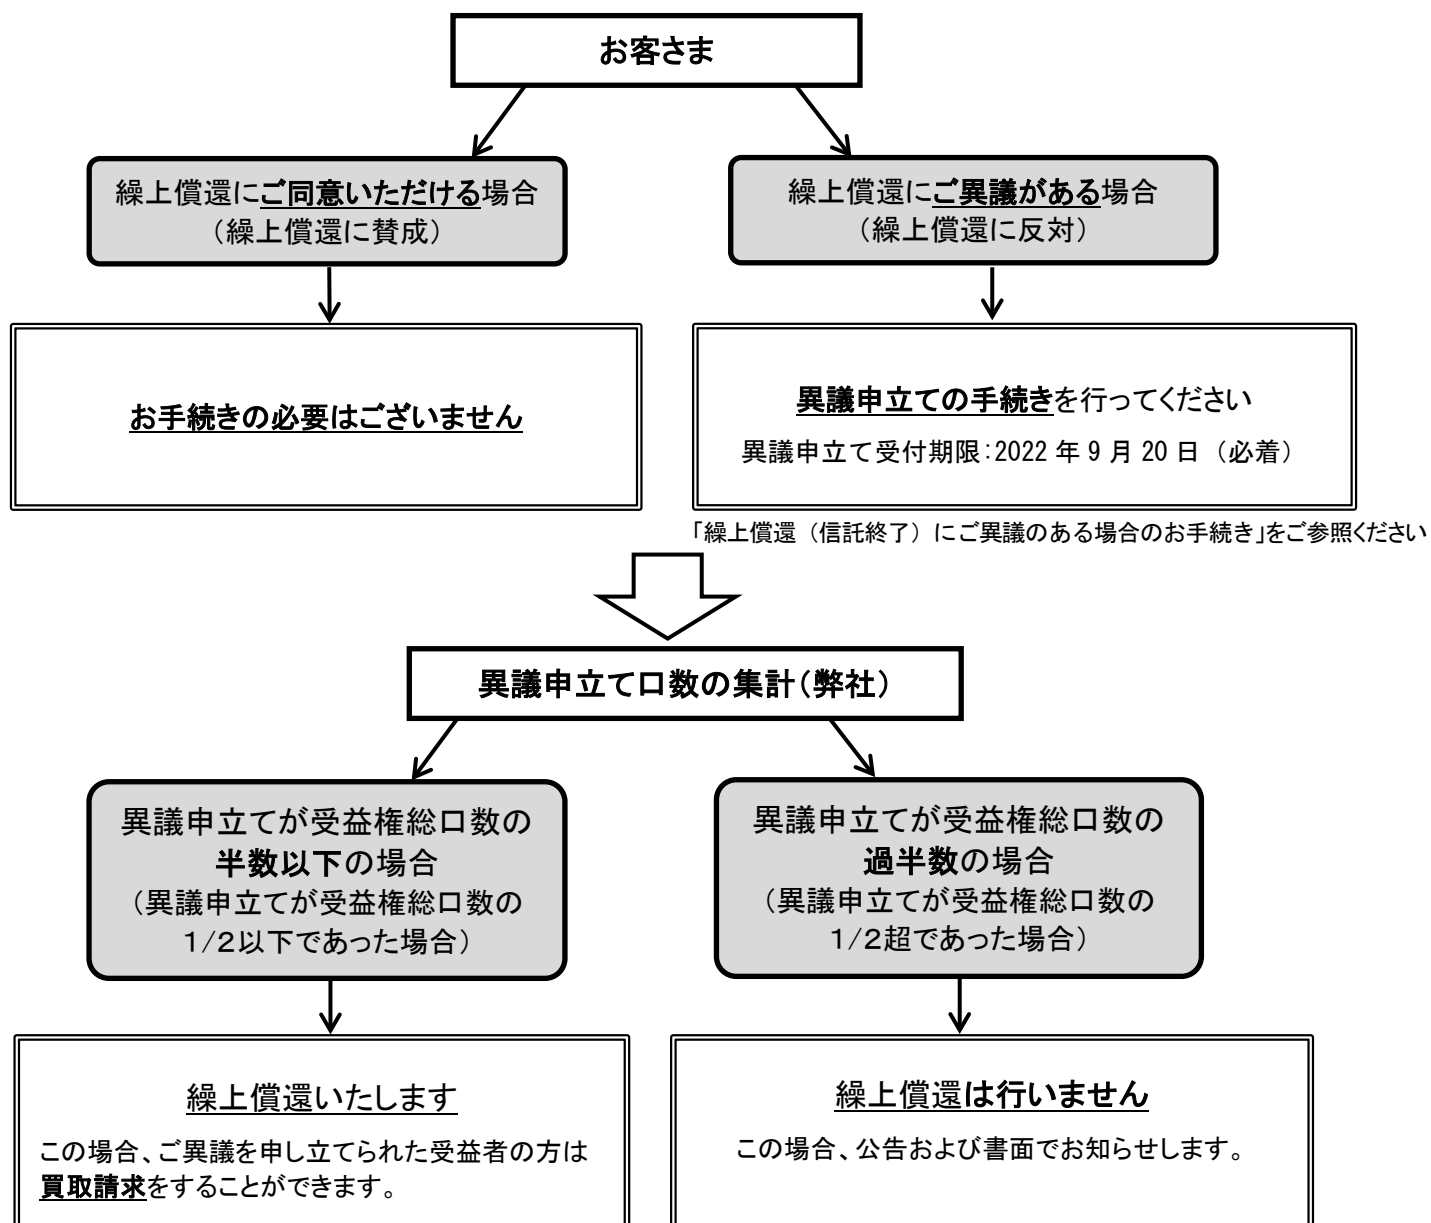 お客さま
繰上償還にご同意いただける場合
（繰上償還に賛成）
繰上償還にご異議がある場合
（繰上償還に反対）
お手続きの必要はございません
異議申立ての手続きを行ってください
異議申立て受付期限：2022 年 9 月 20 日 （必着）
「繰上償還（信託終了）にご異議のある場合のお手続き」をご参照ください
異議申立て口数の集計（弊社）
異議申立てが受益権総口数の
半数以下の場合
（異議申立てが受益権総口数の
1/2以下であった場合）
異議申立てが受益権総口数の
過半数の場合
（異議申立てが受益権総口数の
1/2超であった場合）
繰上償還いたします
この場合、ご異議を申し立てられた受益者の方は
買取請求をすることができます。
繰上償還は行いません
この場合、公告および書面でお知らせします。